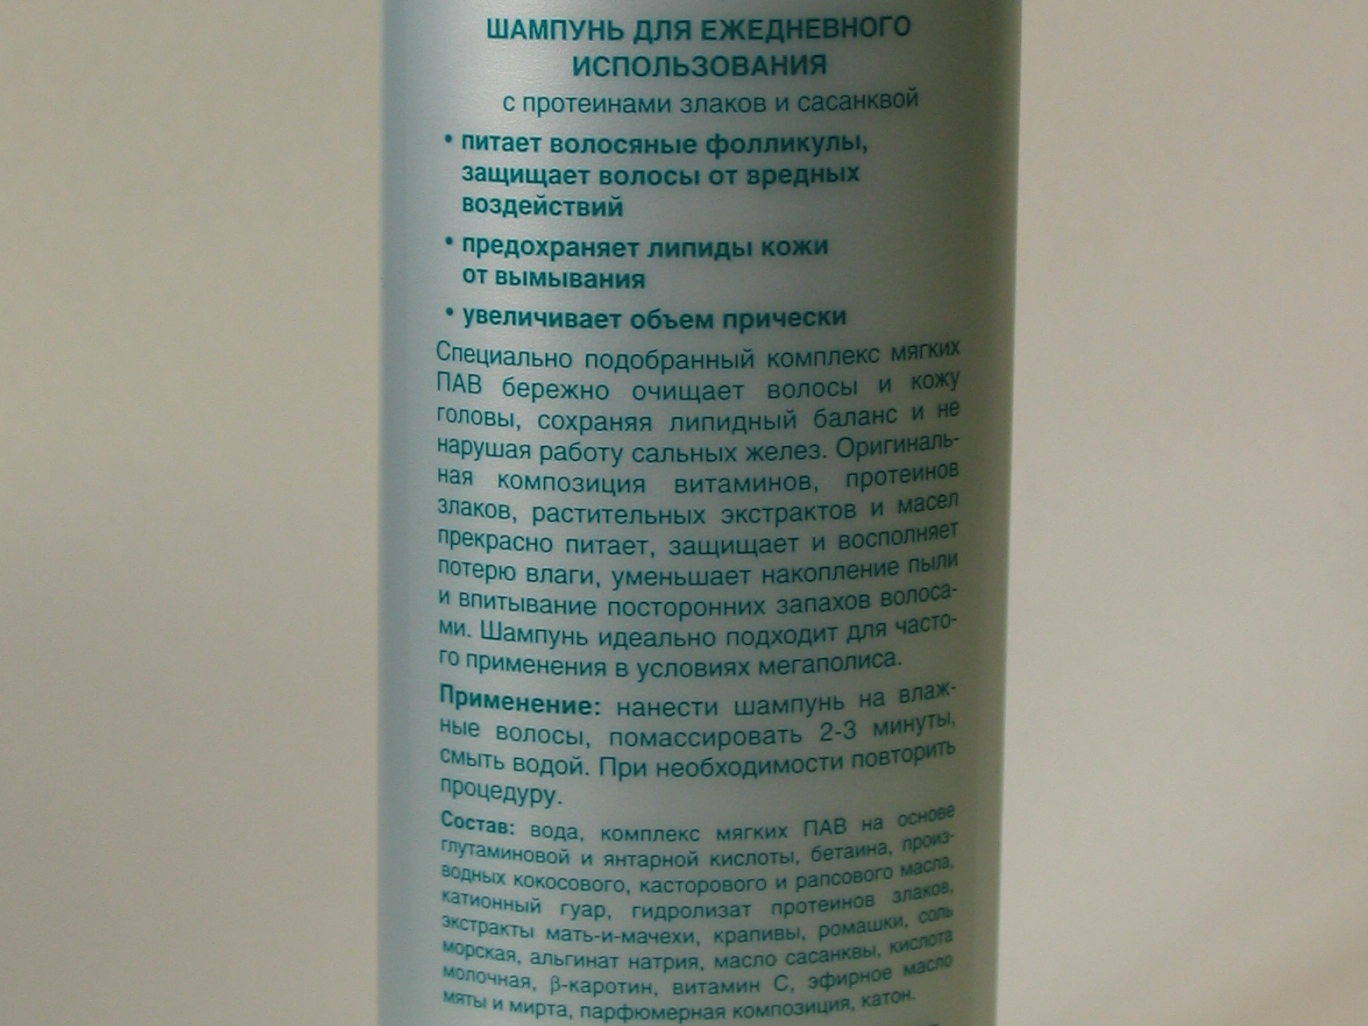 ШАМПУНЬ ДЛЯ ЕЖЕДНЕВНОГО
ИСПОЛЬЗОВАНИЯ
с протеинами злаков и сасанквой
• питает волосяные фолликулы,
защищает волосы от вредных
воздействий
• предохраняет липиды кожи
от вымывания
• увеличивает объем прически
Специально подобранный комплекс мягких
ПАВ бережно очищает волосы и кожу
головы, сохраняя липидный баланс и не
нарушая работу сальных желез. Оригиналь-
ная композиция витаминов, протеинов
злаков, растительных экстрактов и масел
прекрасно питает, защищает и восполняет
потерю влаги, уменьшает накопление пыли
и впитывание посторонних запахов волоса-
ми. Шампунь идеально подходит для часто-
го применения в условиях мегаполиса.
Применение: нанести шампунь на влаж-
ные волосы, помассировать 2-3 минуты,
смыть водой. При необходимости повторить
процедуру.
Состав: вода, комплекс мягких ПАВ на основе
глутаминовой и янтарной кислоты, бетаина, произ-
водных кокосового, касторового и рапсового масла,
катионный гуар, гидролизат протеинов злаков,
экстракты мать-и-мачехи, крапивы, ромашки, соль
морская, альгинат натрия, масло сасанквы, кислота
молочная, β-каротин, витамин С, эфирное масло
мяты и мирта, парфюмерная композиция, катон.